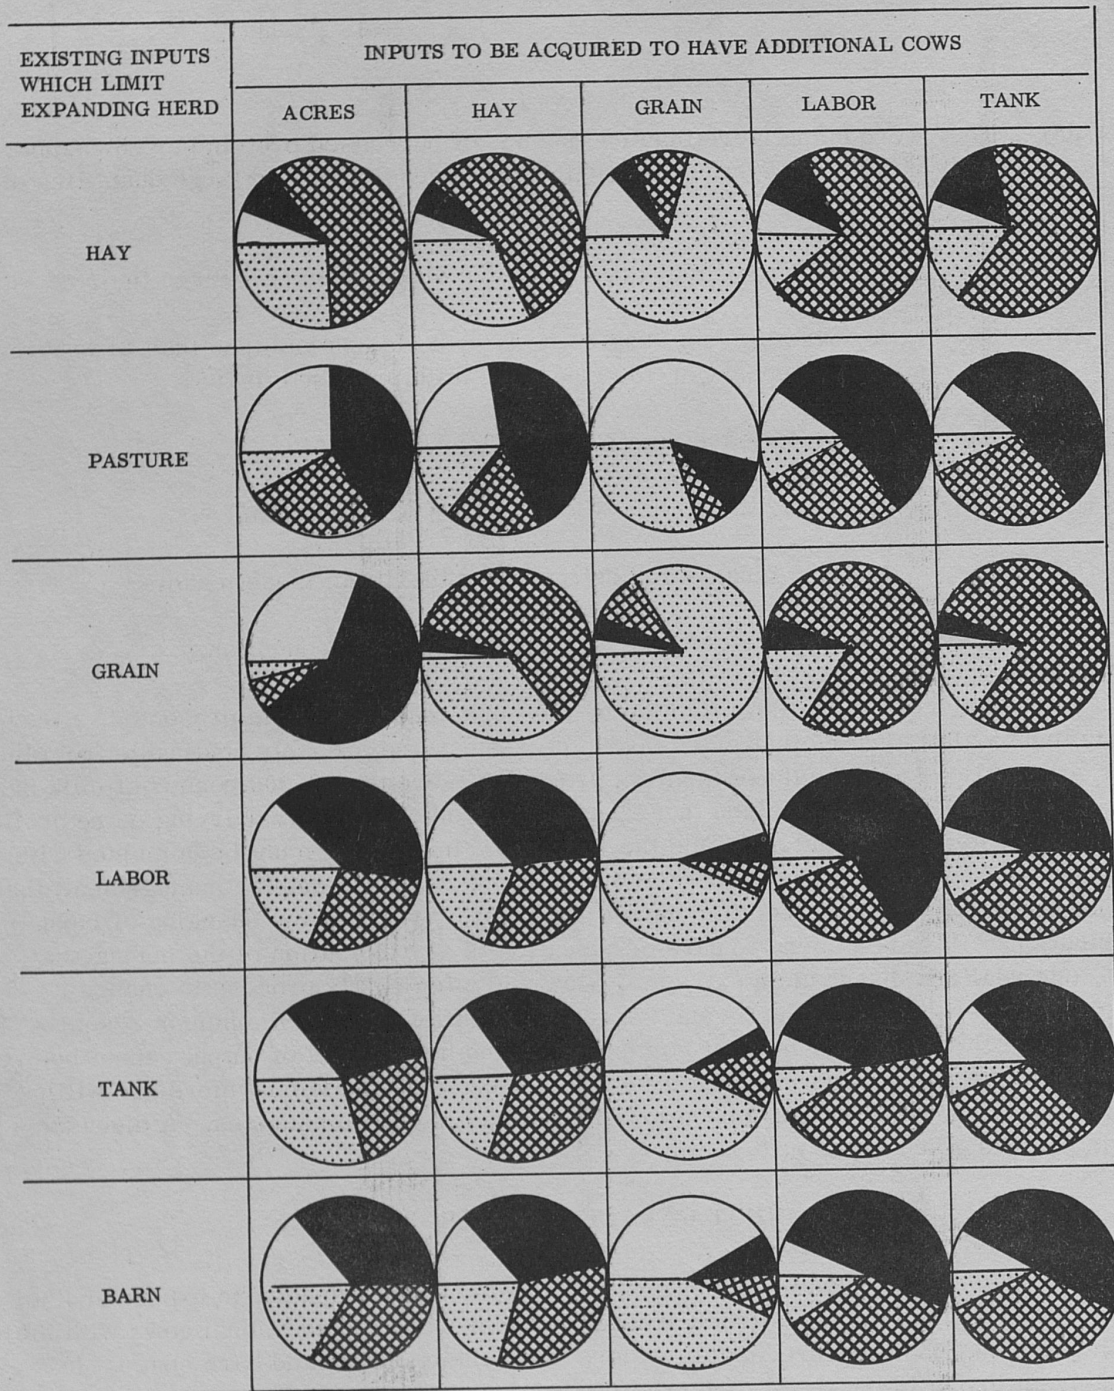 EXISTING INPUTS
WHICH LIMIT
EXPANDING HERD
INPUTS TO BE ACQUIRED TO HAVE ADDITIONAL COWS
ACRES HAY GRAIN LABOR TANK
HAY
PASTURE
GRAIN
LABOR
TANK
BARN